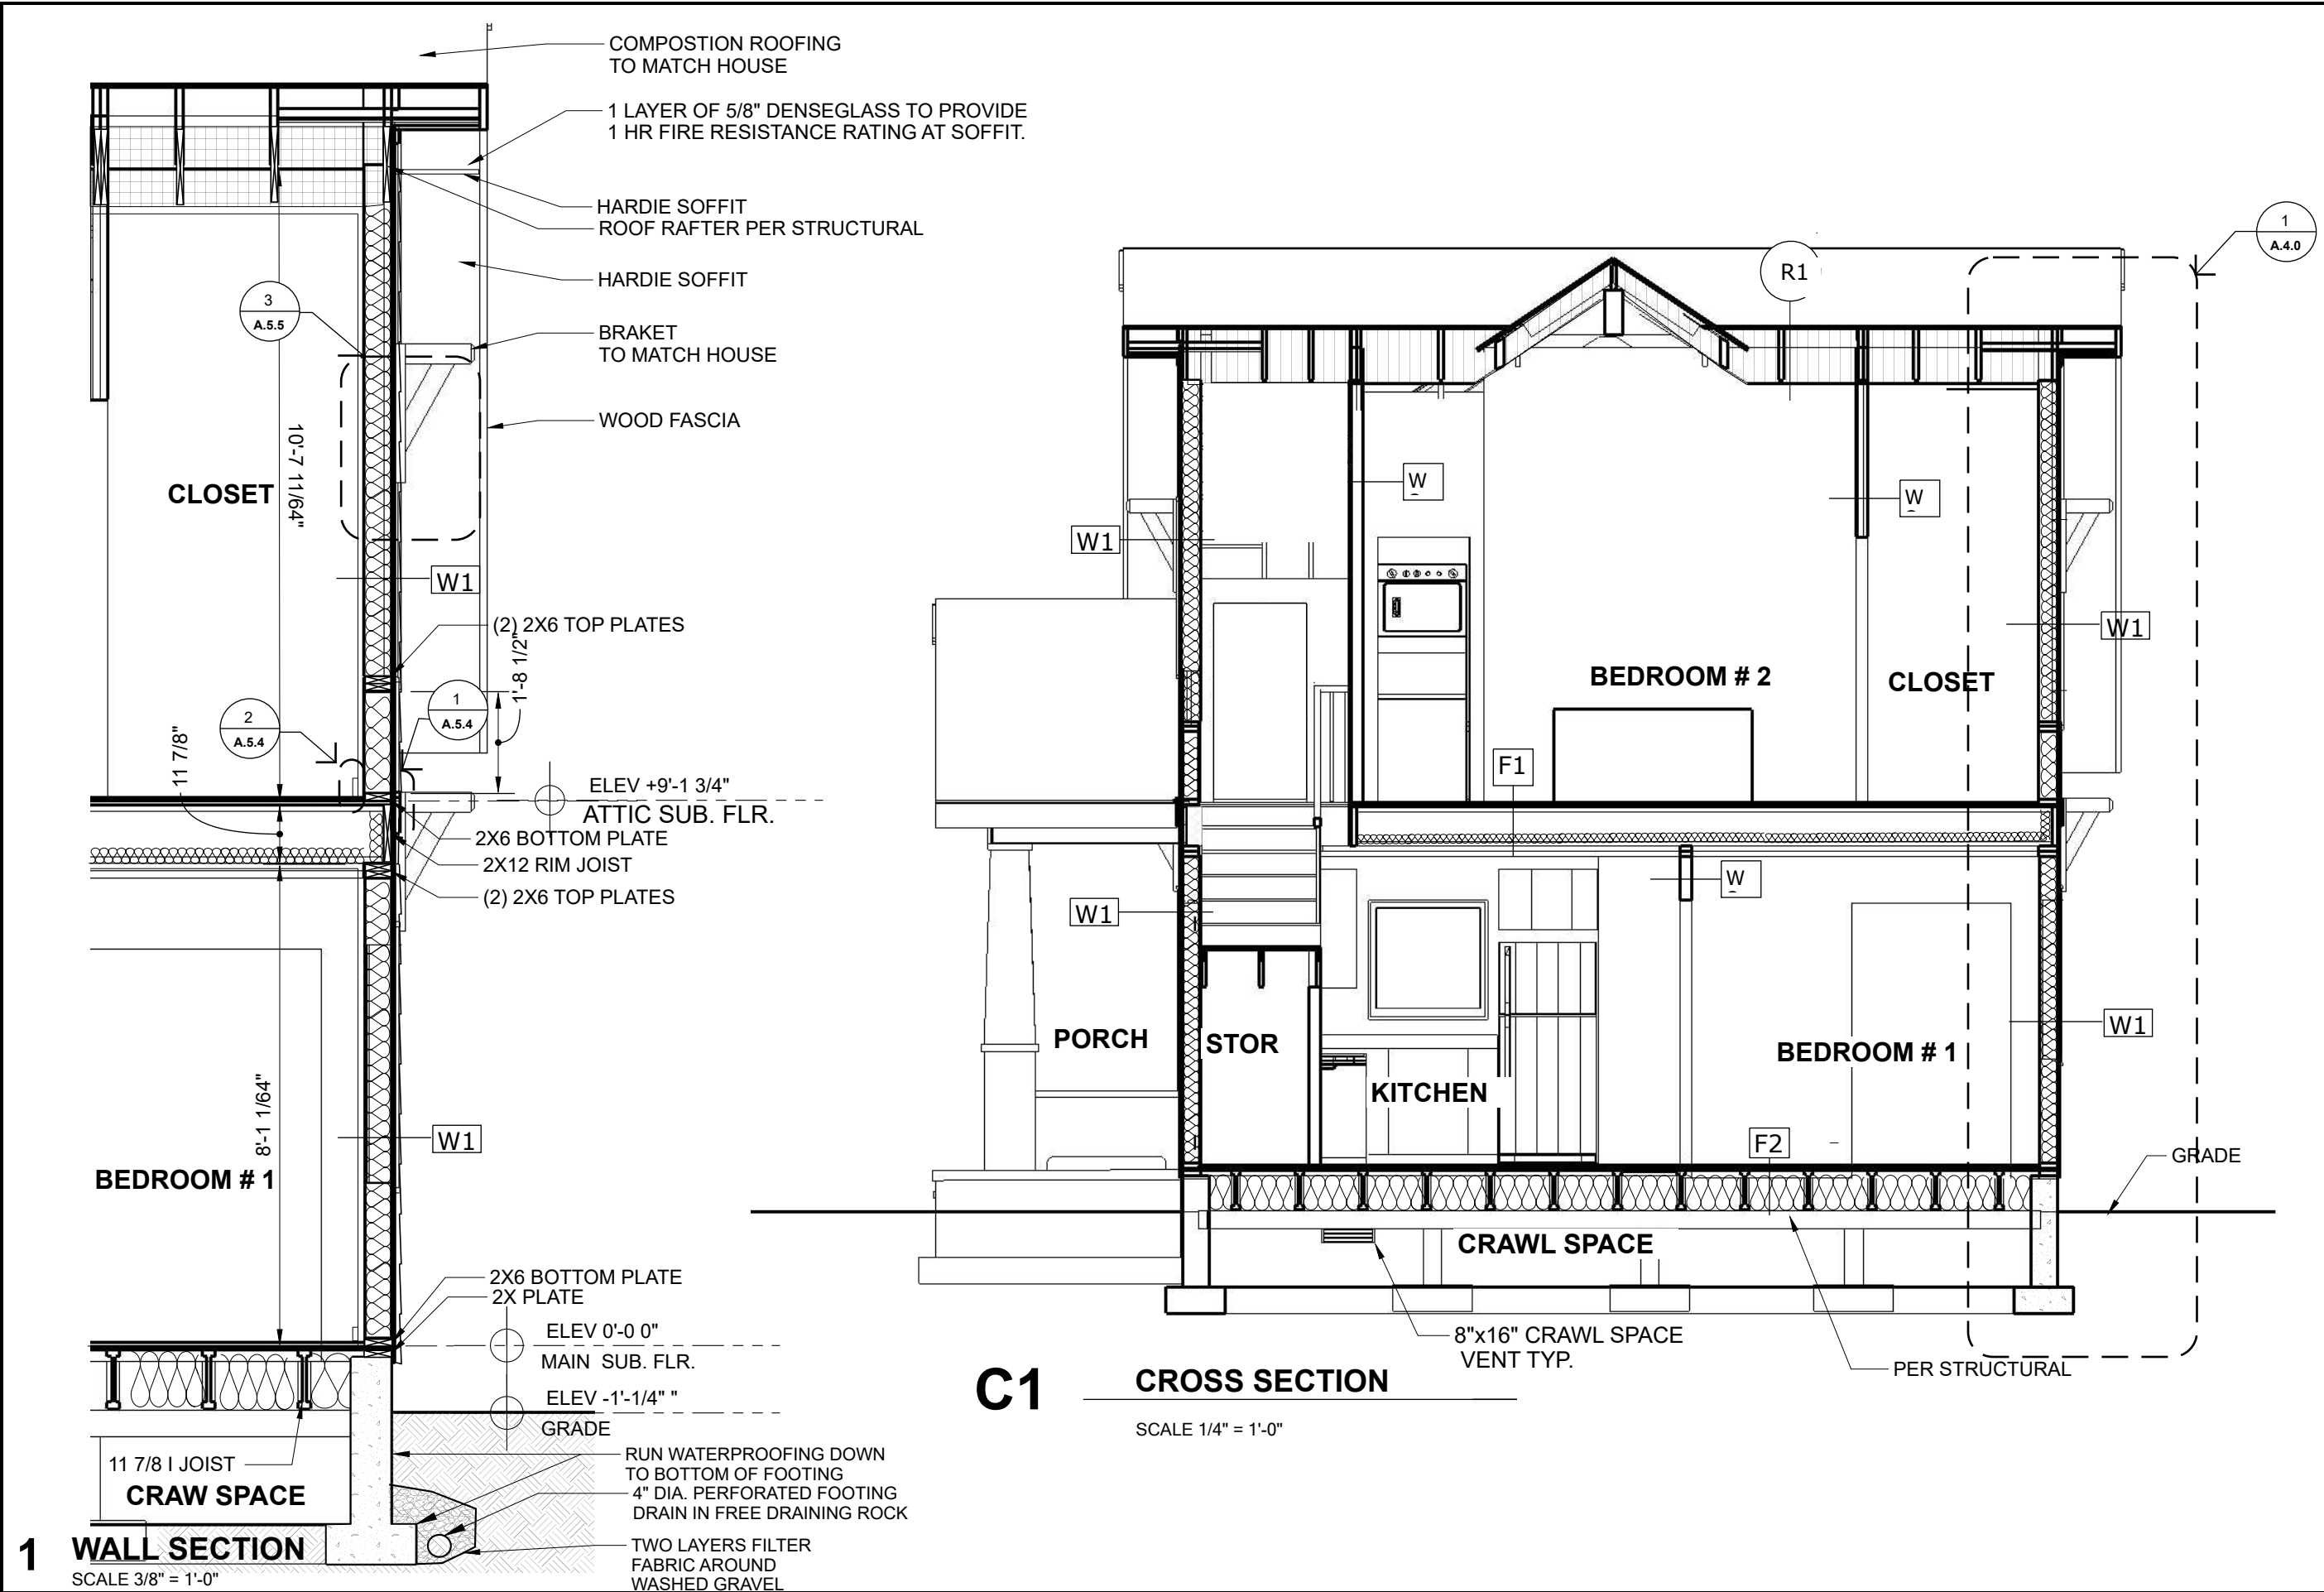 COMPOSTION ROOFING
TO MATCH HOUSE
1 LAYER OF 5/8" DENSEGLASS TO PROVIDE
1 HR FIRE RESISTANCE RATING AT SOFFIT.
HARDIE SOFFIT
ROOF RAFTER PER STRUCTURAL
HARDIE SOFFIT
3
A.5.5
BRAKET
TO MATCH HOUSE
WOOD FASCIA
10'-7 11/64"
CLOSET
W1
(2) 2X6 TOP PLATES
1'-8 1/2"
1
A.5.4
2
A.5.4
11 7/8"
ELEV +9'-1 3/4"
ATTIC SUB. FLR.
2X6 BOTTOM PLATE
2X12 RIM JOIST
(2) 2X6 TOP PLATES
8'-1 1/64"
W1
BEDROOM # 1
2X6 BOTTOM PLATE
2X PLATE
ELEV 0'-0 0"
MAIN SUB. FLR.
ELEV -1'-1/4" "
GRADE
RUN WATERPROOFING DOWN
TO BOTTOM OF FOOTING
4" DIA. PERFORATED FOOTING
DRAIN IN FREE DRAINING ROCK
TWO LAYERS FILTER
FABRIC AROUND
WASHED GRAVEL
11 7/8 I JOIST
CRAW SPACE
1 WALL SECTION
SCALE 3/8" = 1'-0"
1
A.4.0
R1
W
W
W1
W1
BEDROOM # 2
CLOSET
F1
W
W1
PORCH
STOR
KITCHEN
BEDROOM # 1
W1
F2
GRADE
CRAWL SPACE
8"x16" CRAWL SPACE
VENT TYP.
PER STRUCTURAL
C1 CROSS SECTION
SCALE 1/4" = 1'-0"